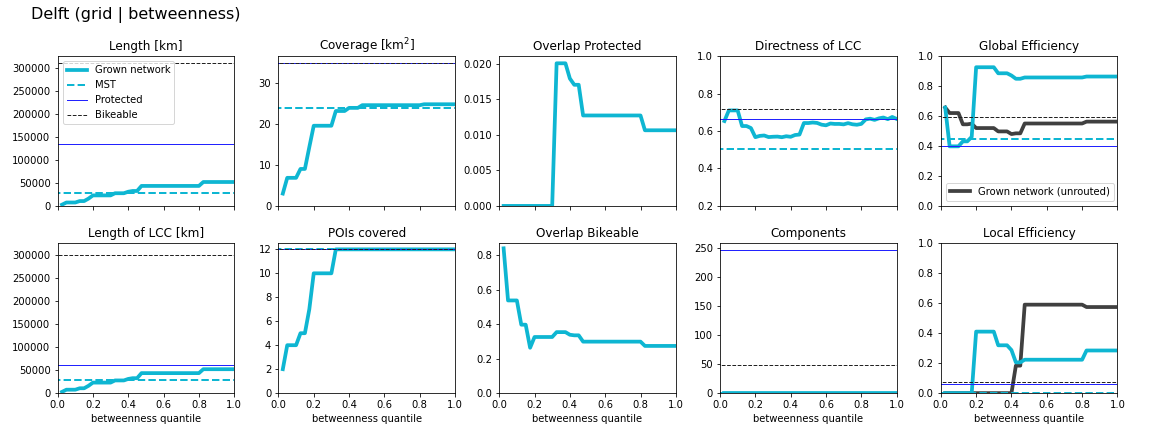 Delft (grid | betweenness)
Length [km]
300000
250000
200000
150000
100000
50000
0
Grown network
MST
Protected
Bikeable
Coverage [km²]
30
20
10
0
Overlap Protected
0.020
0.015
0.010
0.005
0.000
Directness of LCC
1.0
0.8
0.6
0.4
0.2
Global Efficiency
1.0
0.8
0.6
0.4
0.2
0.0
Grown network (unrouted)
Length of LCC [km]
300000
250000
200000
150000
100000
50000
0
0.0 0.2 0.4 0.6 0.8 1.0
betweenness quantile
POIs covered
12
10
8
6
4
2
0
0.0 0.2 0.4 0.6 0.8 1.0
betweenness quantile
Overlap Bikeable
0.8
0.6
0.4
0.2
0.0
0.0 0.2 0.4 0.6 0.8 1.0
betweenness quantile
Components
250
200
150
100
50
0
0.0 0.2 0.4 0.6 0.8 1.0
betweenness quantile
Local Efficiency
1.0
0.8
0.6
0.4
0.2
0.0
0.0 0.2 0.4 0.6 0.8 1.0
betweenness quantile